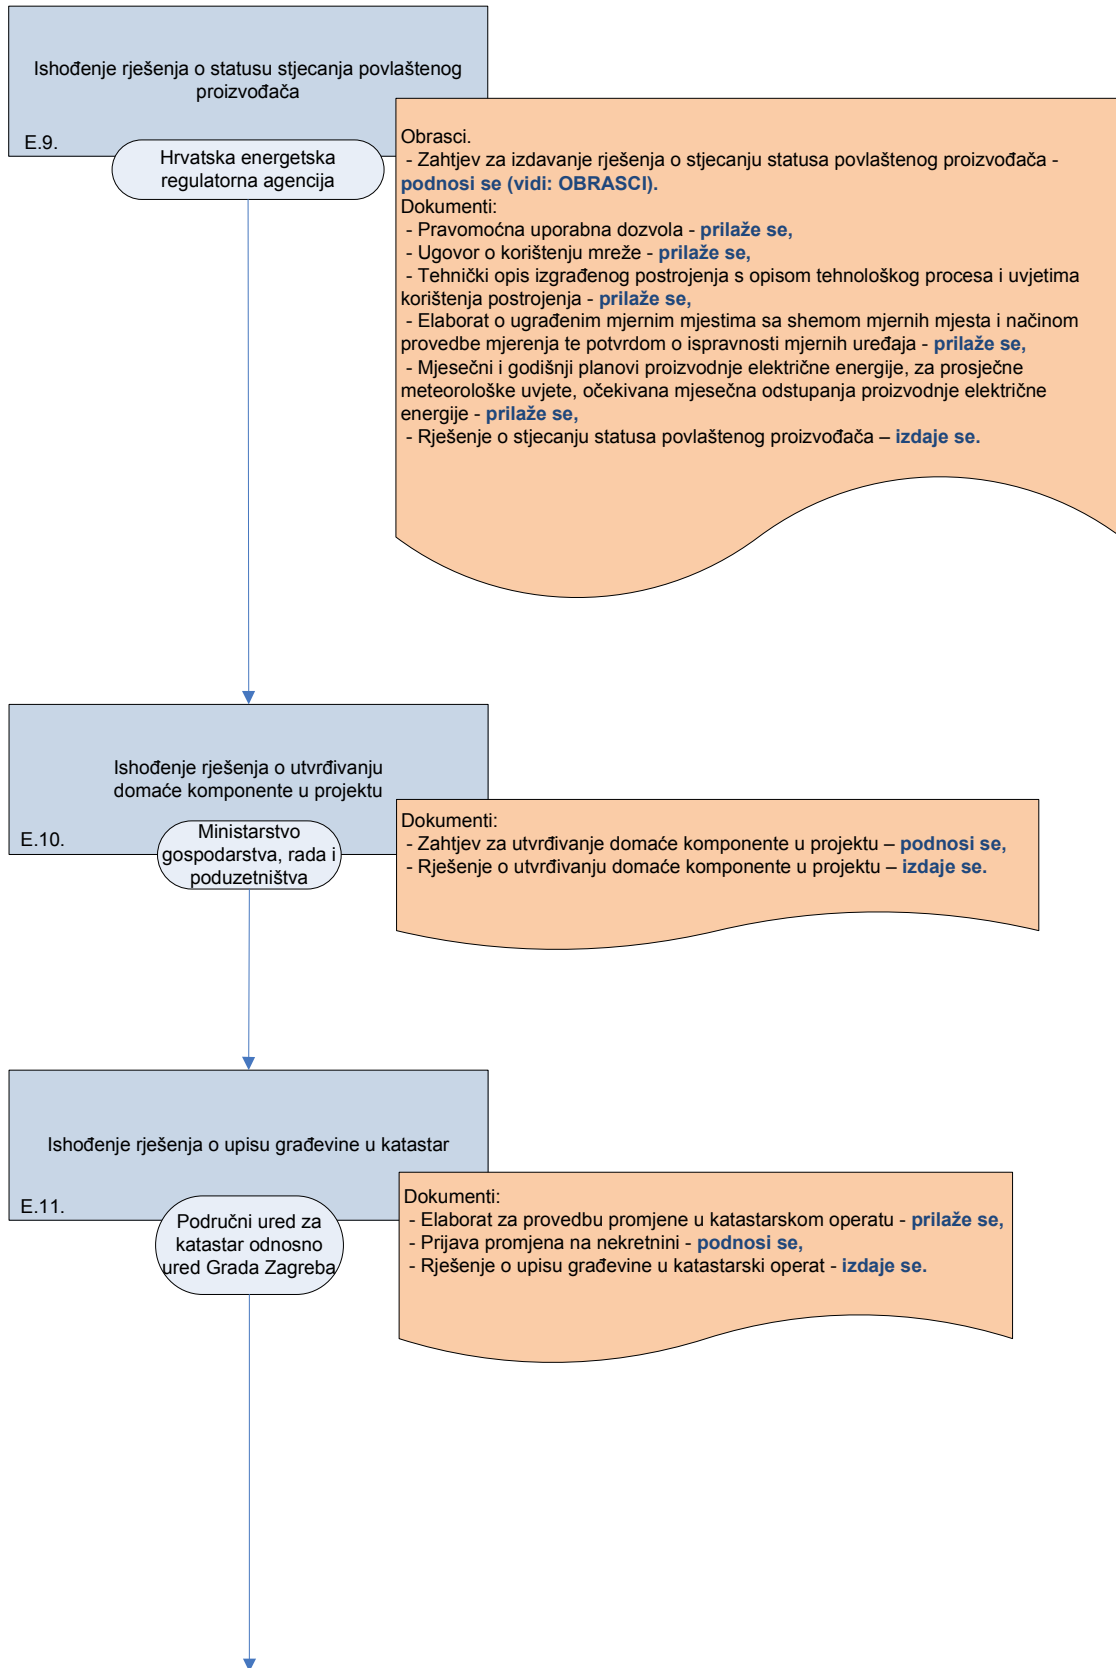 Ishođenje rješenja o statusu stjecanja povlaštenog
proizvođača
E.9.
Hrvatska energetska
regulatorna agencija
Obrasci.
- Zahtjev za izdavanje rješenja o stjecanju statusa povlaštenog proizvođača -
podnosi se (vidi: OBRASCI).
Dokumenti:
- Pravomoćna uporabna dozvola - prilaže se,
- Ugovor o korištenju mreže - prilaže se,
- Tehnički opis izgrađenog postrojenja s opisom tehnološkog procesa i uvjetima
korištenja postrojenja - prilaže se,
- Elaborat o ugrađenim mjernim mjestima sa shemom mjernih mjesta i načinom
provedbe mjerenja te potvrdom o ispravnosti mjernih uređaja - prilaže se,
- Mjesečni i godišnji planovi proizvodnje električne energije, za prosječne
meteorološke uvjete, očekivana mjesečna odstupanja proizvodnje električne
energije - prilaže se,
- Rješenje o stjecanju statusa povlaštenog proizvođača – izdaje se.
Ishođenje rješenja o utvrđivanju
domaće komponente u projektu
E.10.
Ministarstvo
gospodarstva, rada i
poduzetništva
Dokumenti:
- Zahtjev za utvrđivanje domaće komponente u projektu – podnosi se,
- Rješenje o utvrđivanju domaće komponente u projektu – izdaje se.
Ishođenje rješenja o upisu građevine u katastar
E.11.
Područni ured za
katastar odnosno
ured Grada Zagreba
Dokumenti:
- Elaborat za provedbu promjene u katastarskom operatu - prilaže se,
- Prijava promjena na nekretnini - podnosi se,
- Rješenje o upisu građevine u katastarski operat - izdaje se.